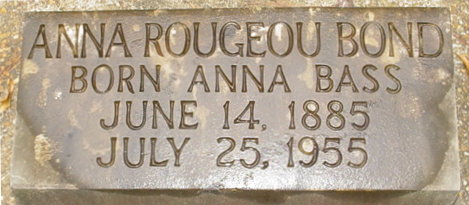 ANNA ROUGEOU BOND
BORN ANNA BASS
JUNE 14, 1885
JULY 25, 1955